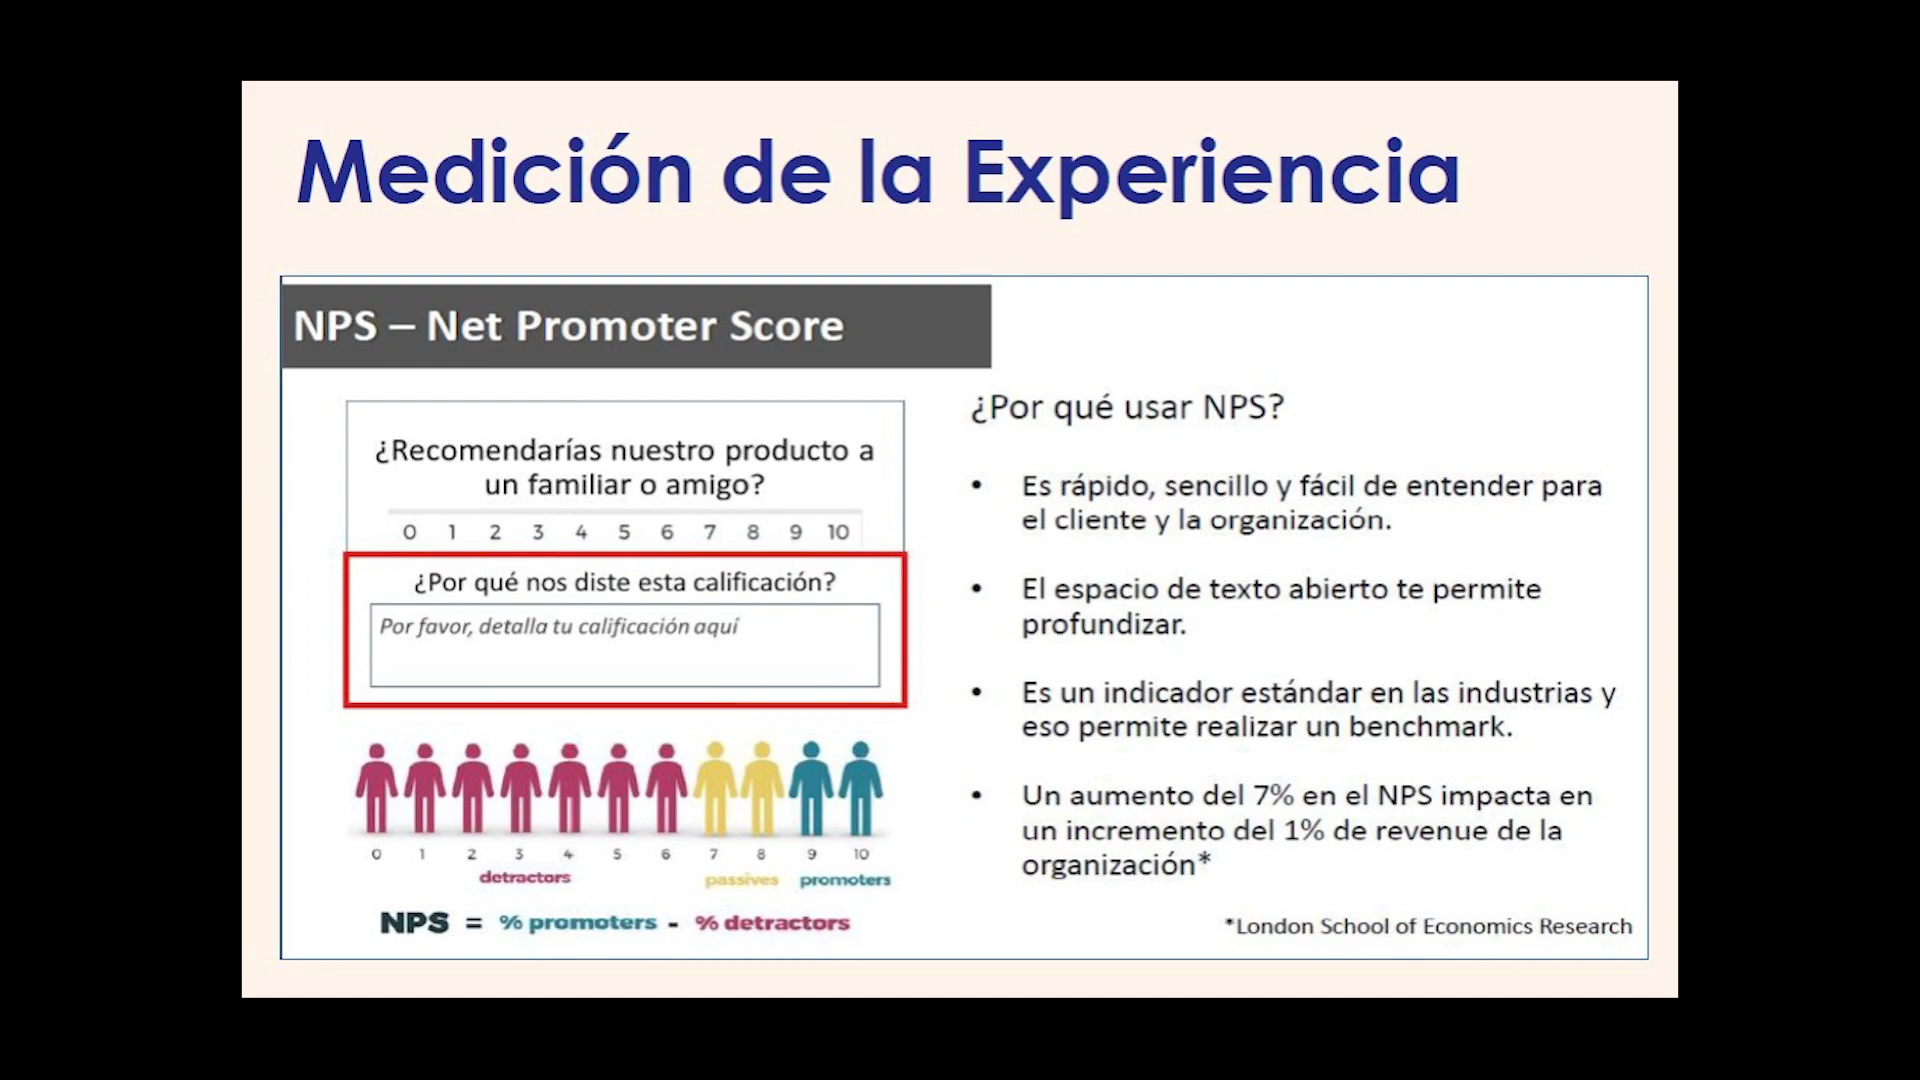 Medición de la Experiencia
NPS – Net Promoter Score
¿Recomendarías nuestro producto a
un familiar o amigo?
0 1 2 3 4 5 6 7 8 9 10
¿Por qué nos diste esta calificación?
Por favor, detalla tu calificación aquí
0 1 2 3 4 5 6 7 8 9 10
detractors passives promoters
NPS = % promoters - % detractors
¿Por qué usar NPS?
• Es rápido, sencillo y fácil de entender para
el cliente y la organización.
• El espacio de texto abierto te permite
profundizar.
• Es un indicador estándar en las industrias y
eso permite realizar un benchmark.
• Un aumento del 7% en el NPS impacta en
un incremento del 1% de revenue de la
organización*
*London School of Economics Research